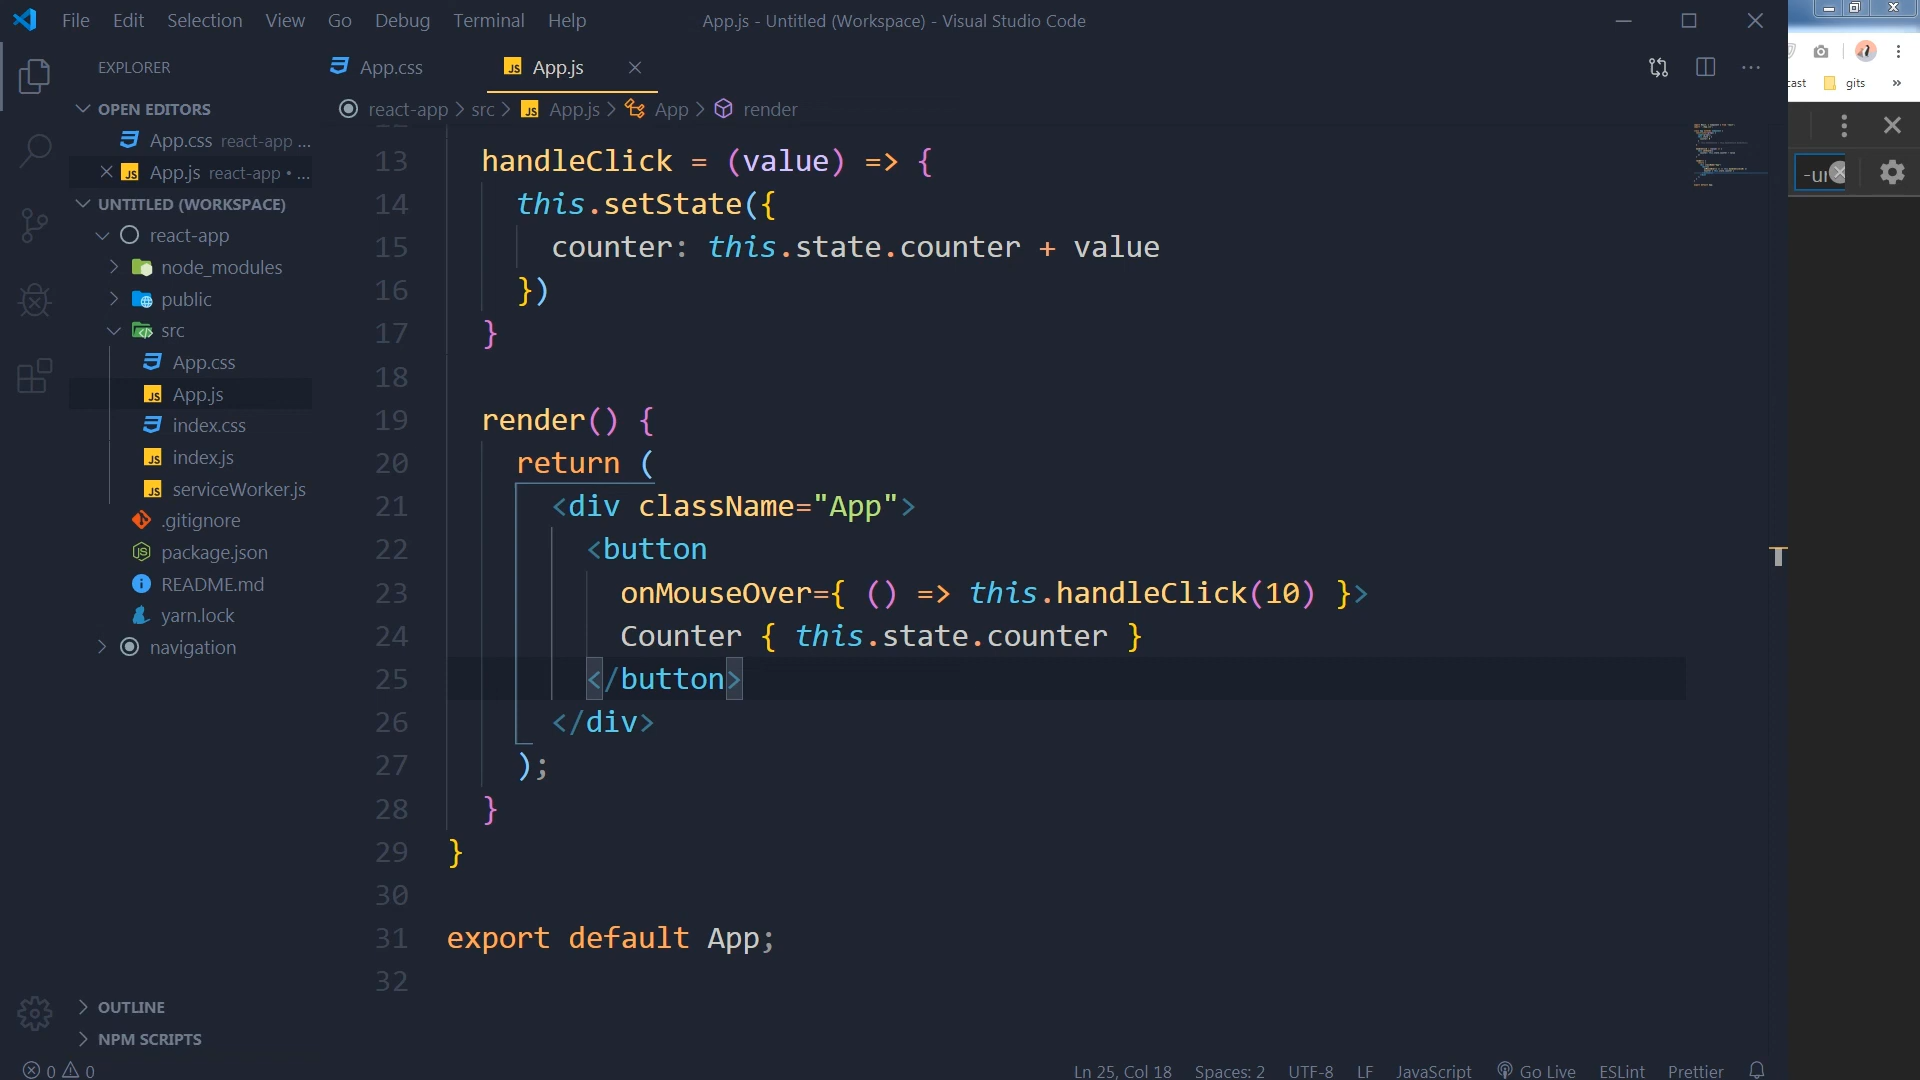 File Edit Selection View Go Debug Terminal Help
App.js - Untitled (Workspace) - Visual Studio Code
EXPLORER
OPEN EDITORS
App.css react-app ...
App.js react-app • ...
UNTITLED (WORKSPACE)
react-app
node_modules
public
src
App.css
App.js
index.css
index.js
serviceWorker.js
.gitignore
package.json
README.md
yarn.lock
navigation
OUTLINE
NPM SCRIPTS
App.css App.js
react-app > src > App.js > App > render
13 handleClick = (value) => {
14 this.setState({
15 counter: this.state.counter + value
16 })
17 }
18
19 render() {
20 return (
21 <div className="App">
22 <button
23 onMouseOver={ () => this.handleClick(10) }>
24 Counter { this.state.counter }
25 </button>
26 </div>
27 );
28 }
29 }
30
31 export default App;
32
gits »
0 0
Ln 25, Col 18 Spaces: 2 UTF-8 LF JavaScript Go Live ESLint Prettier